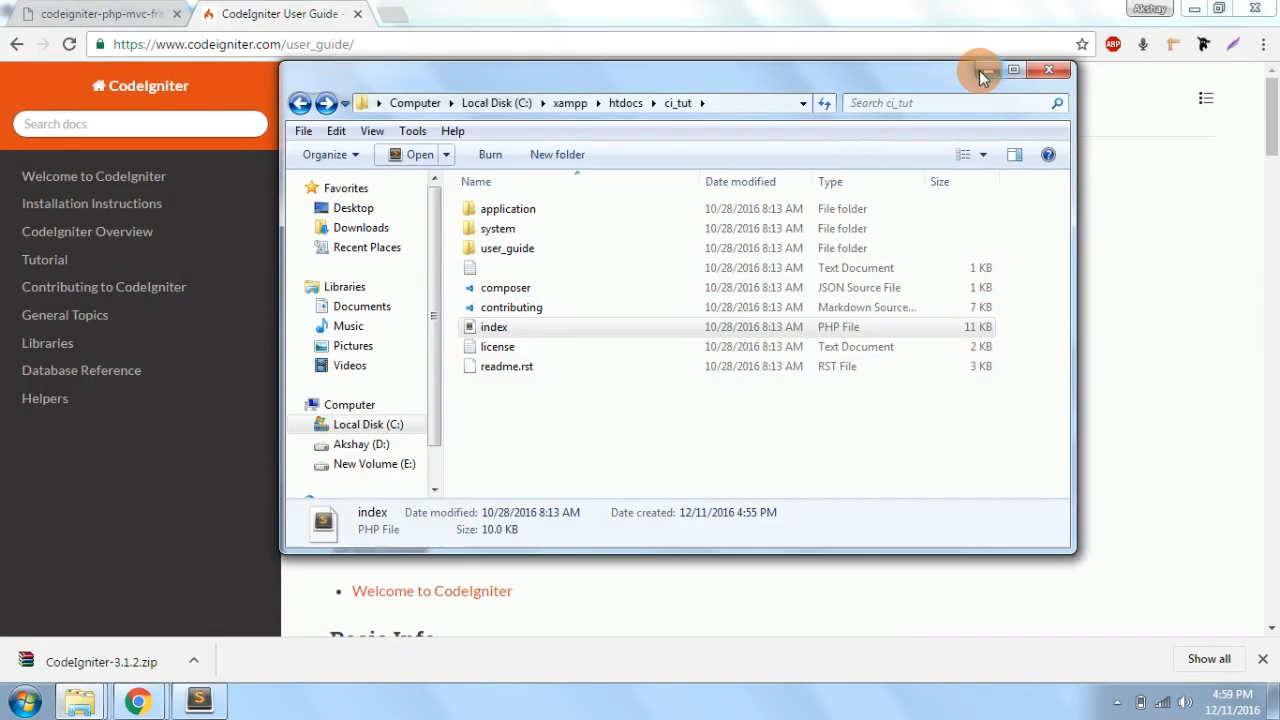 codeigniter-php-mvc-fra
CodeIgniter User Guide -
Akshay
https://www.codeigniter.com/user_guide/
ABP
CodeIgniter
Search docs
Welcome to CodeIgniter
Installation Instructions
CodeIgniter Overview
Tutorial
Contributing to CodeIgniter
General Topics
Libraries
Database Reference
Helpers
Computer Local Disk (C:) xampp htdocs ci_tut
Search ci_tut
File Edit View Tools Help
Organize Open Burn New folder
Favorites
Desktop
Downloads
Recent Places
Libraries
Documents
Music
Pictures
Videos
Computer
Local Disk (C:)
Akshay (D:)
New Volume (E:)
Name Date modified Type Size
application 10/28/2016 8:13 AM File folder
system 10/28/2016 8:13 AM File folder
user_guide 10/28/2016 8:13 AM File folder
10/28/2016 8:13 AM Text Document 1 KB
composer 10/28/2016 8:13 AM JSON Source File 1 KB
contributing 10/28/2016 8:13 AM Markdown Source... 7 KB
index 10/28/2016 8:13 AM PHP File 11 KB
license 10/28/2016 8:13 AM Text Document 2 KB
readme.rst 10/28/2016 8:13 AM RST File 3 KB
index Date modified: 10/28/2016 8:13 AM Date created: 12/11/2016 4:55 PM
PHP File Size: 10.0 KB
Welcome to CodeIgniter
Basic Info
CodeIgniter-3.1.2.zip
Show all
4:59 PM
12/11/2016